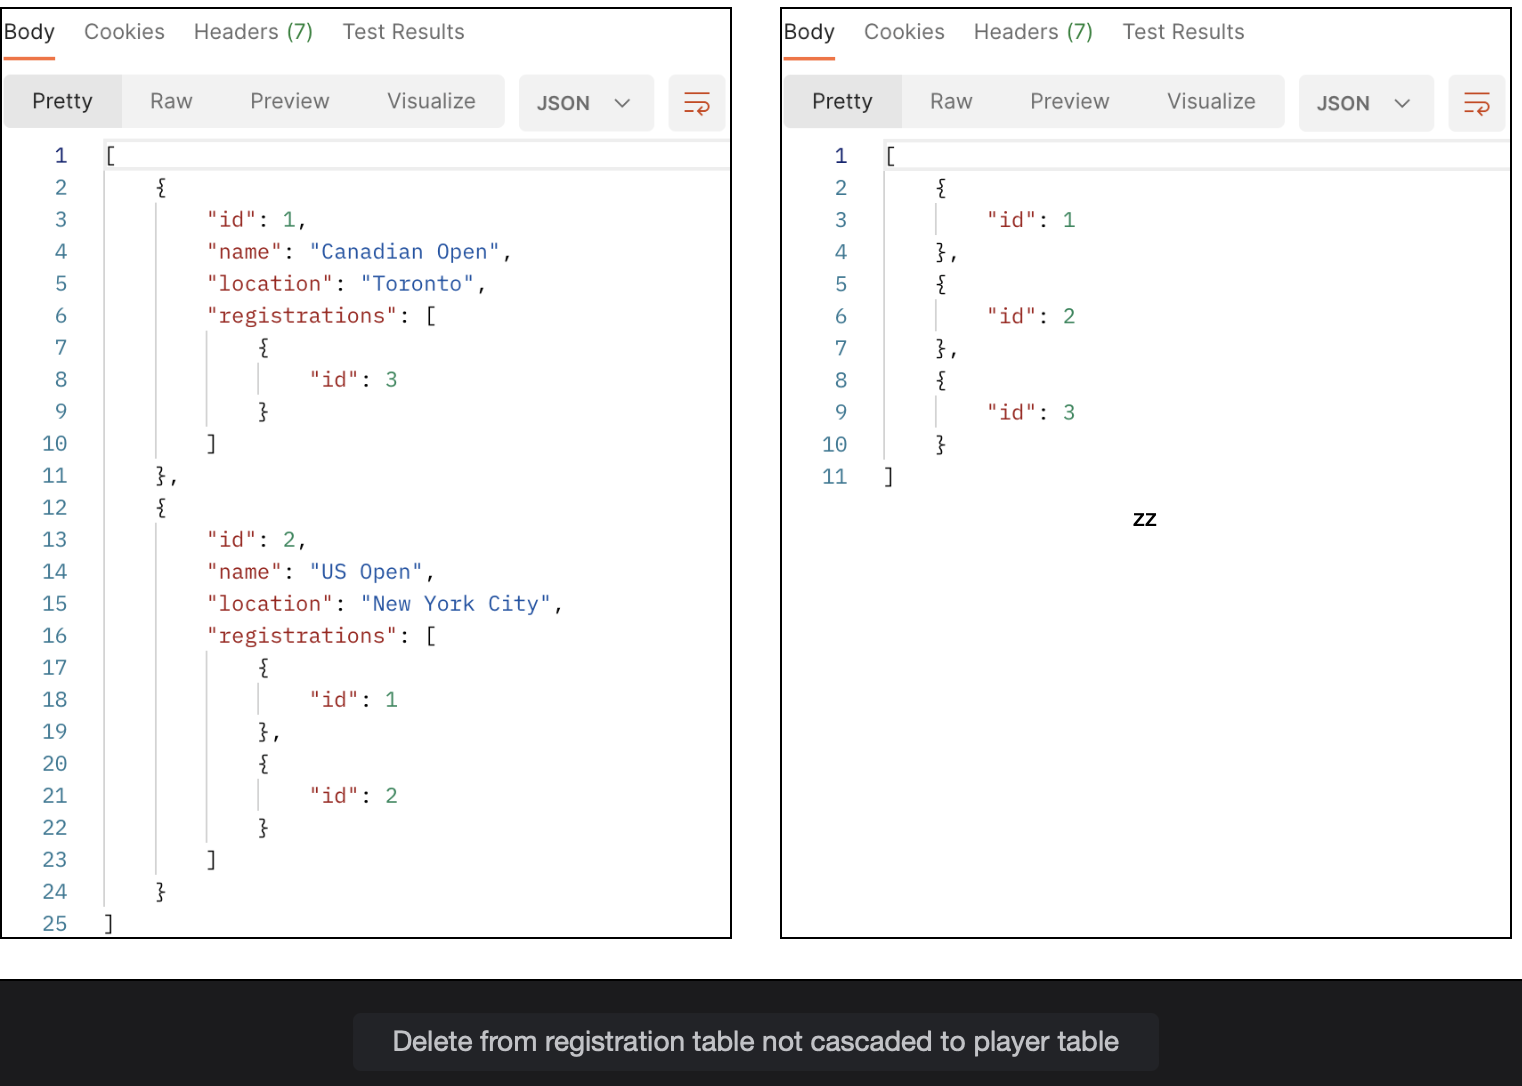 Body Cookies Headers (7) Test Results
Pretty Raw Preview Visualize JSON
1 [
2 {
3 "id": 1,
4 "name": "Canadian Open",
5 "location": "Toronto",
6 "registrations": [
7 {
8 "id": 3
9 }
10 ]
11 },
12 {
13 "id": 2,
14 "name": "US Open",
15 "location": "New York City",
16 "registrations": [
17 {
18 "id": 1
19 },
20 {
21 "id": 2
22 }
23 ]
24 }
25 ]
Body Cookies Headers (7) Test Results
Pretty Raw Preview Visualize JSON
1 [
2 {
3 "id": 1
4 },
5 {
6 "id": 2
7 },
8 {
9 "id": 3
10 }
11 ]
zz
Delete from registration table not cascaded to player table